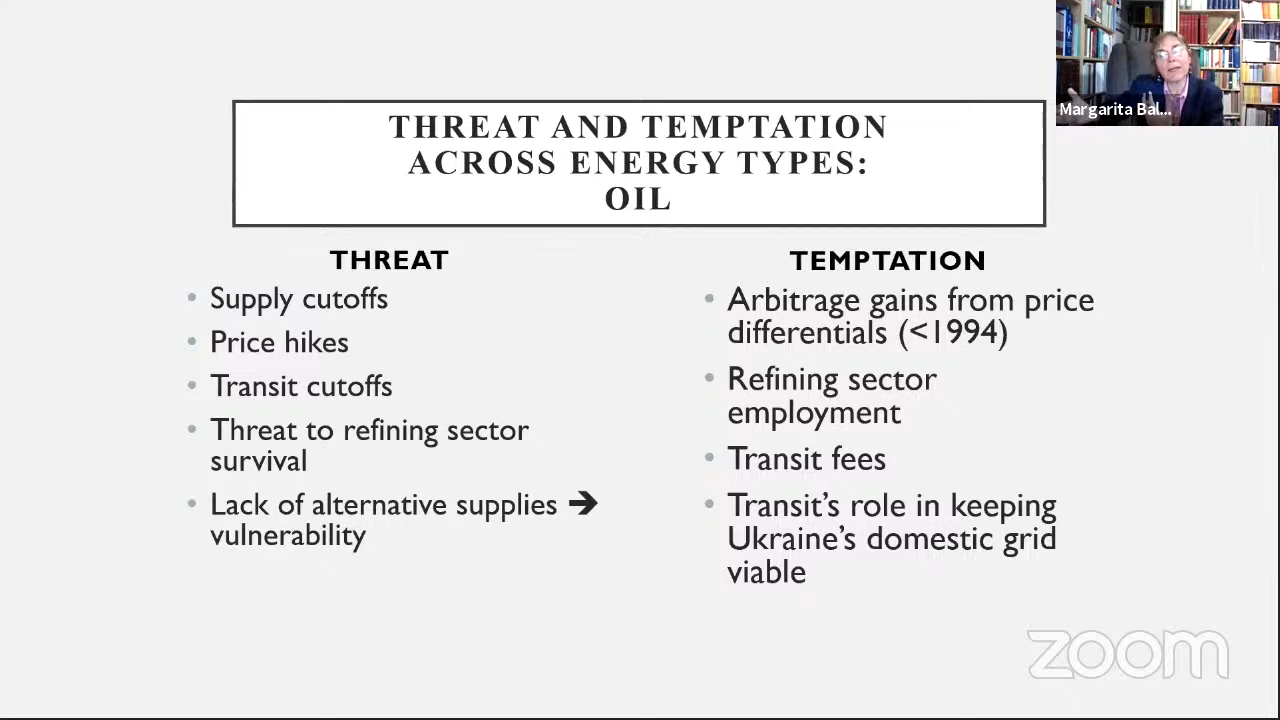 Margarita Bal...
THREAT AND TEMPTATION
ACROSS ENERGY TYPES:
OIL
THREAT
• Supply cutoffs
• Price hikes
• Transit cutoffs
• Threat to refining sector
survival
• Lack of alternative supplies ➔
vulnerability
TEMPTATION
• Arbitrage gains from price
differentials (<1994)
• Refining sector
employment
• Transit fees
• Transit’s role in keeping
Ukraine’s domestic grid
viable
zoom